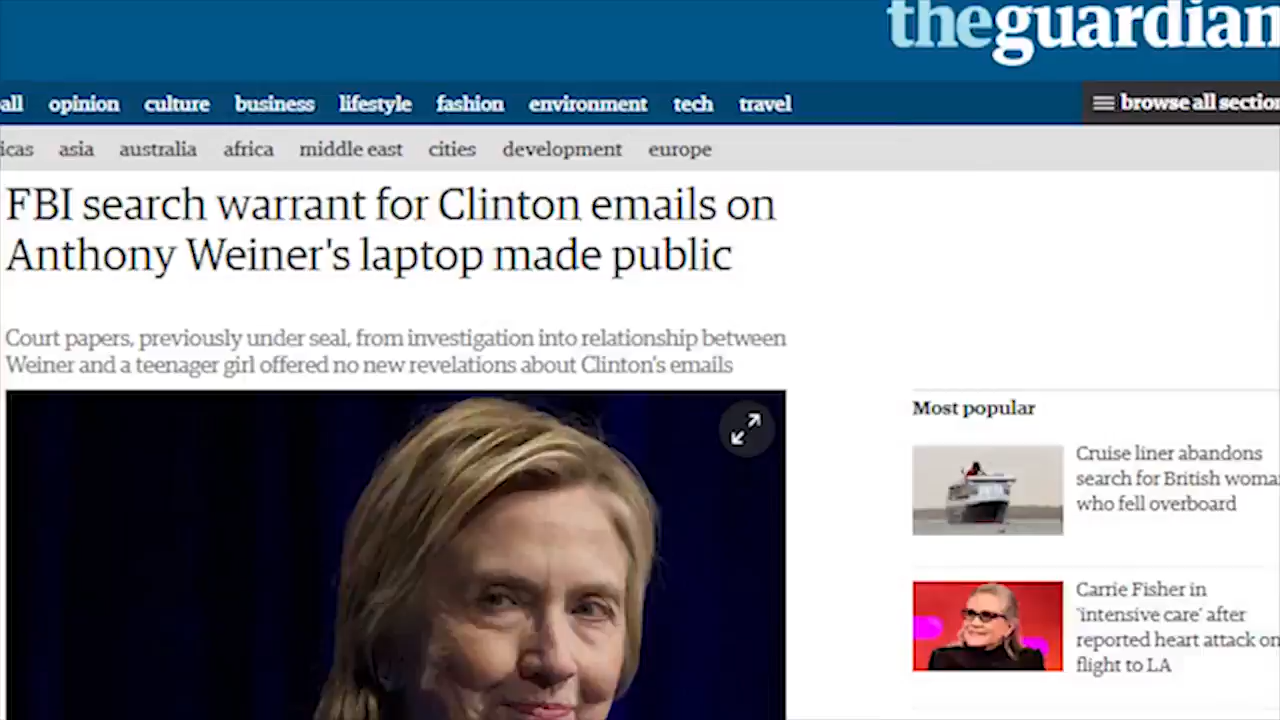 theguardian
all opinion culture business lifestyle fashion environment tech travel browse all section
icas asia australia africa middle east cities development europe
FBI search warrant for Clinton emails on
Anthony Weiner's laptop made public
Court papers, previously under seal, from investigation into relationship between
Weiner and a teenager girl offered no new revelations about Clinton's emails
Most popular
Cruise liner abandons
search for British woma
who fell overboard
Carrie Fisher in
'intensive care' after
reported heart attack on
flight to LA